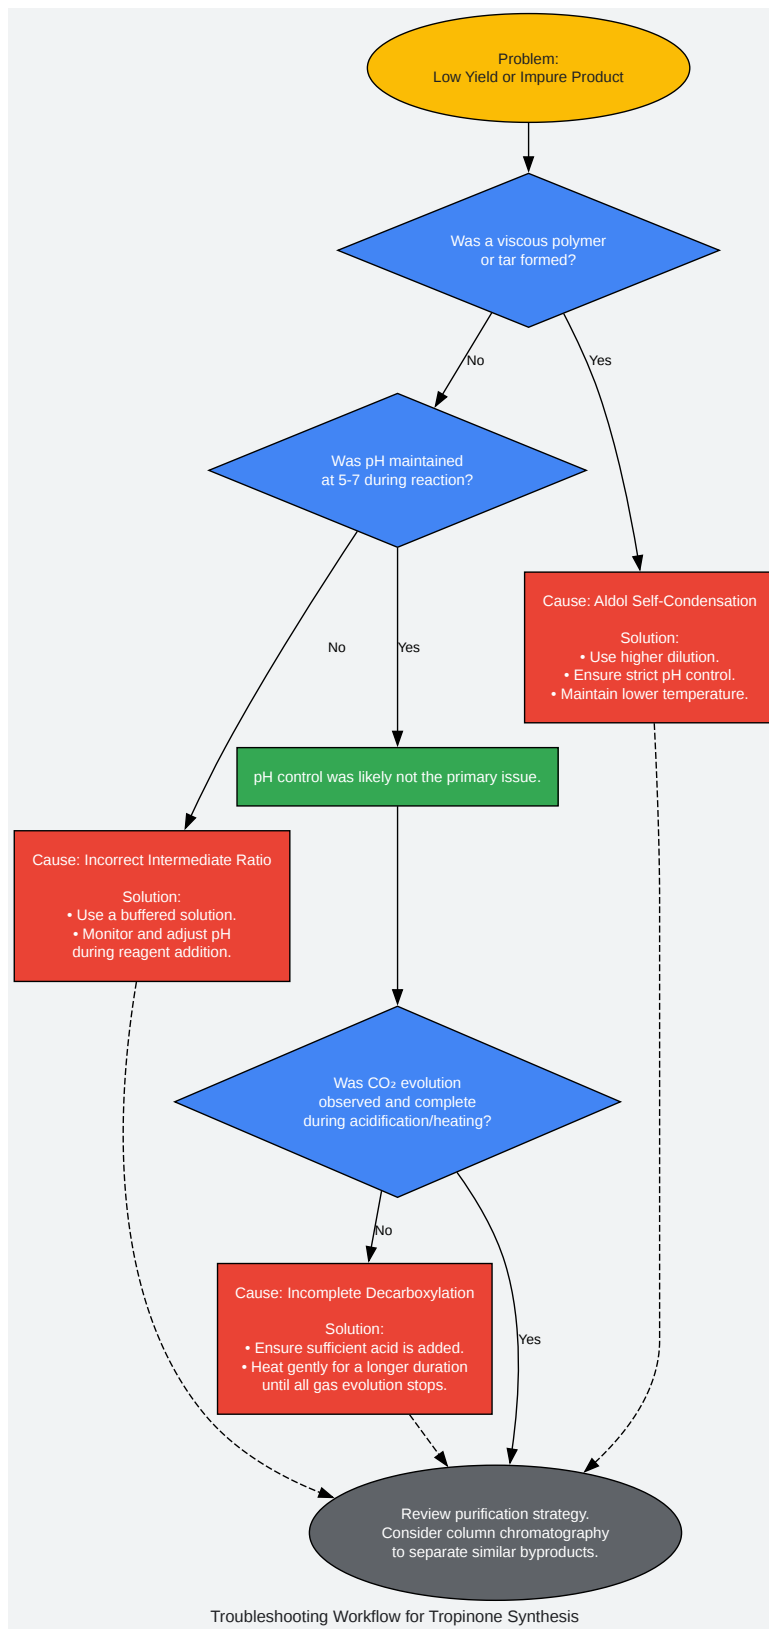 Problem:
Low Yield or Impure Product
Was a viscous polymer
or tar formed?
No
Yes
Was pH maintained
at 5-7 during reaction?
Cause: Aldol Self-Condensation
Solution:
• Use higher dilution.
• Ensure strict pH control.
• Maintain lower temperature.
No
Yes
pH control was likely not the primary issue.
Cause: Incorrect Intermediate Ratio
Solution:
• Use a buffered solution.
• Monitor and adjust pH
during reagent addition.
Was CO₂ evolution
observed and complete
during acidification/heating?
No
Cause: Incomplete Decarboxylation
Solution:
• Ensure sufficient acid is added.
• Heat gently for a longer duration
until all gas evolution stops.
Yes
Review purification strategy.
Consider column chromatography
to separate similar byproducts.
Troubleshooting Workflow for Tropinone Synthesis